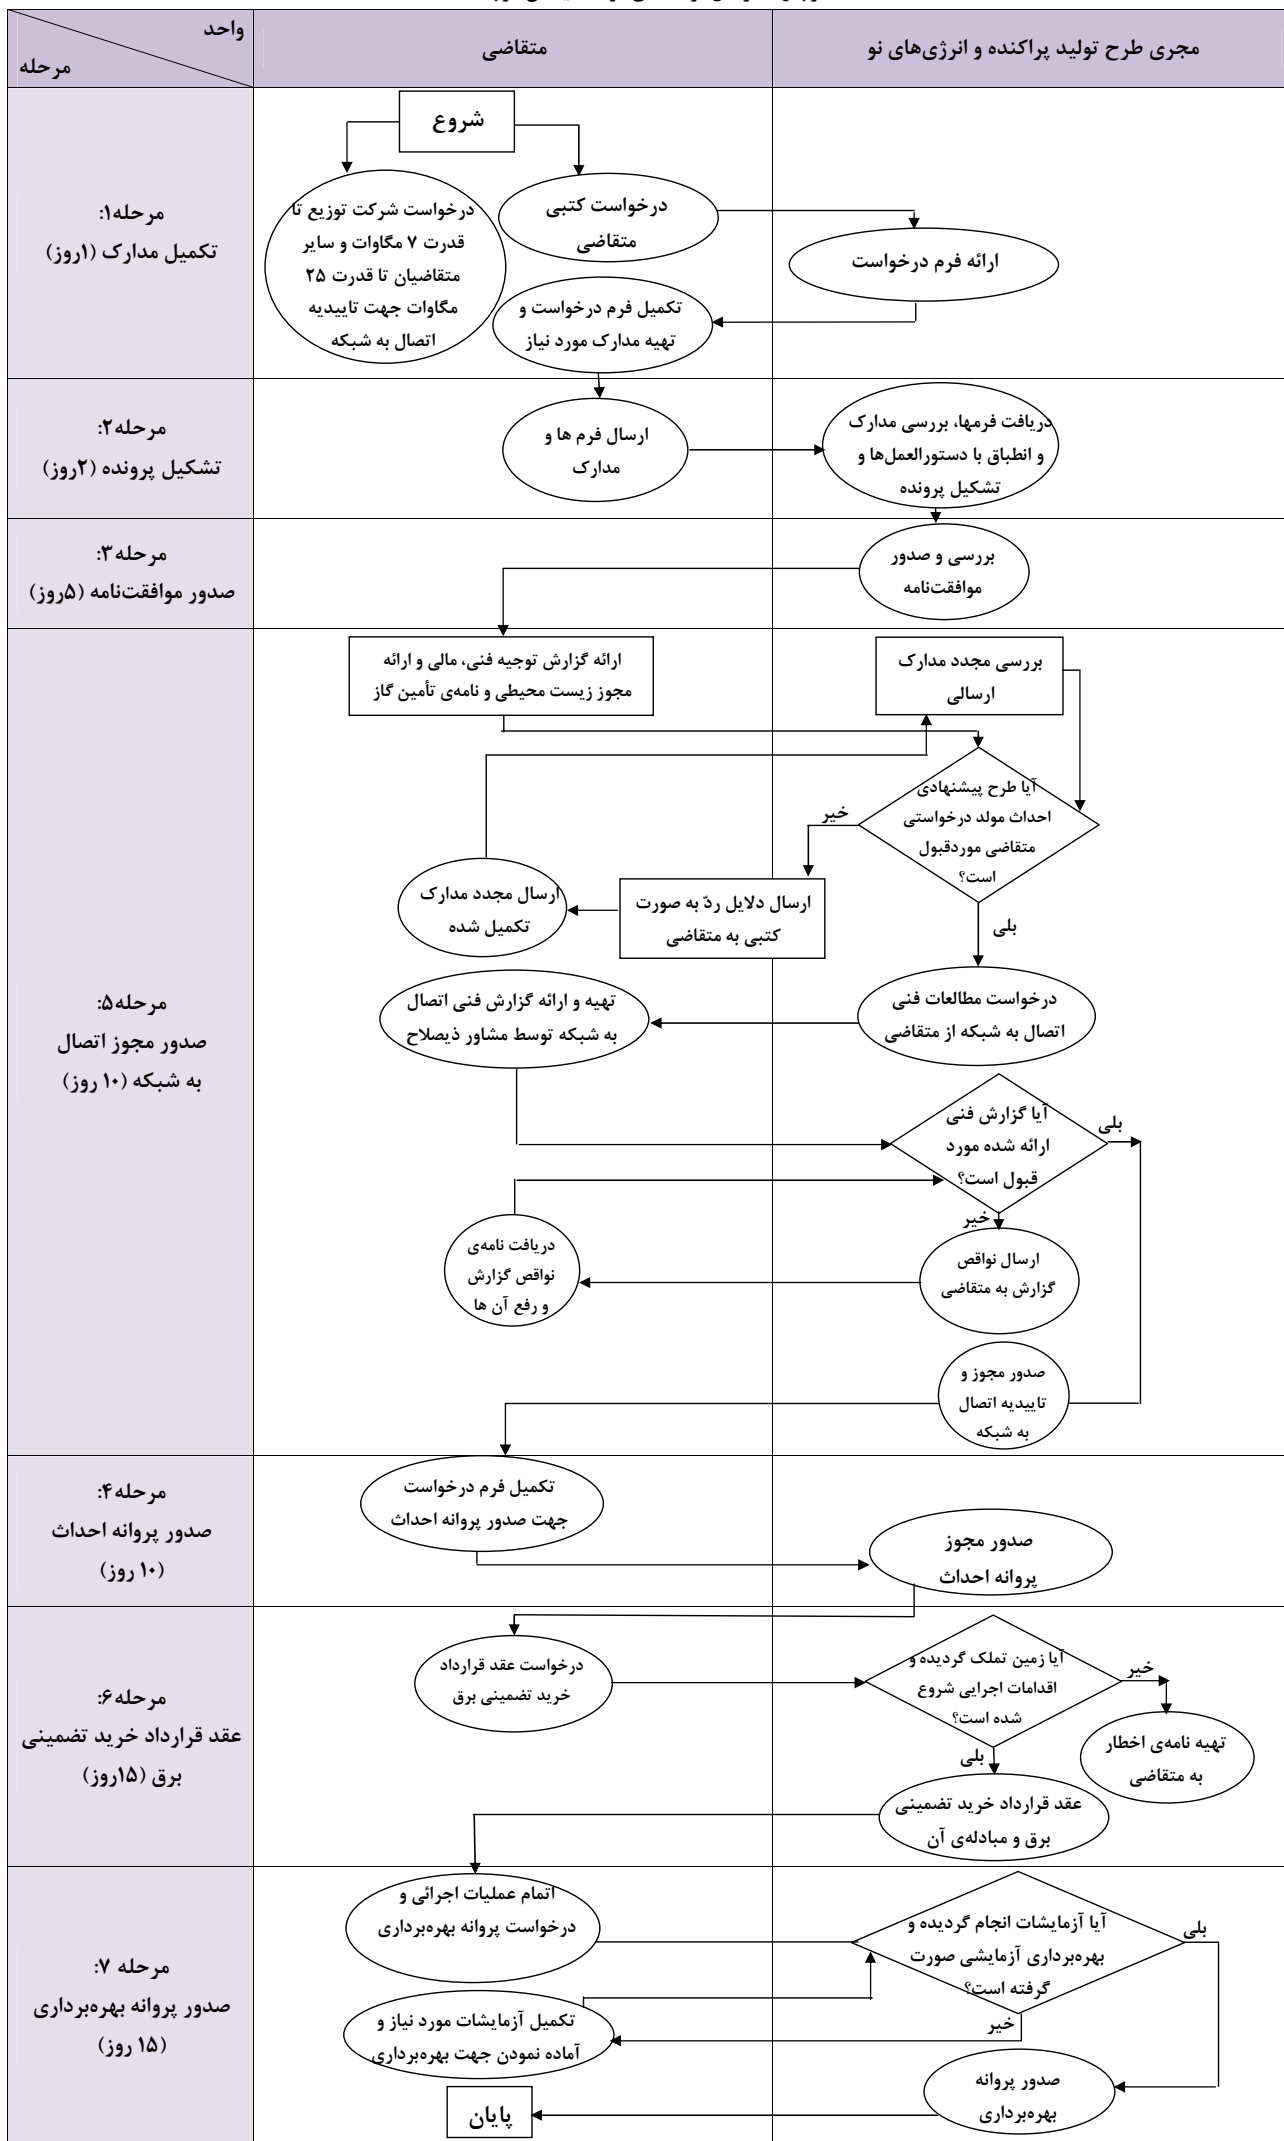 واحد
مرحله
متقاضی
مجری طرح تولید پراکنده و انرژی‌های نو
مرحله۱:
تکمیل مدارک (۱روز)
شروع
درخواست شرکت توزیع تا
قدرت ۷ مگاوات و سایر
متقاضیان تا قدرت ۲۵
مگاوات جهت تاییدیه
اتصال به شبکه
درخواست کتبی
متقاضی
ارائه فرم درخواست
تکمیل فرم درخواست و
تهیه مدارک مورد نیاز
مرحله۲:
تشکیل پرونده (۲روز)
ارسال فرم ها و
مدارک
دریافت فرمها، بررسی مدارک
و انطباق با دستورالعمل‌ها و
تشکیل پرونده
مرحله۳:
صدور موافقت‌نامه (۵روز)
بررسی و صدور
موافقت‌نامه
مرحله۵:
صدور مجوز اتصال
به شبکه (۱۰ روز)
ارائه گزارش توجیه فنی، مالی و ارائه
مجوز زیست محیطی و نامه‌ی تأمین گاز
بررسی مجدد مدارک
ارسالی
آیا طرح پیشنهادی
احداث مولد درخواستی
متقاضی موردقبول
است؟
خیر
بلی
ارسال دلایل ردّ به صورت
کتبی به متقاضی
ارسال مجدد مدارک
تکمیل شده
درخواست مطالعات فنی
اتصال به شبکه از متقاضی
تهیه و ارائه گزارش فنی اتصال
به شبکه توسط مشاور ذیصلاح
آیا گزارش فنی
ارائه شده مورد
قبول است؟
بلی
خیر
ارسال نواقص
گزارش به متقاضی
دریافت نامه‌ی
نواقص گزارش
و رفع آن ها
صدور مجوز و
تاییدیه اتصال
به شبکه
مرحله۴:
صدور پروانه احداث
(۱۰ روز)
تکمیل فرم درخواست
جهت صدور پروانه احداث
صدور مجوز
پروانه احداث
مرحله۶:
عقد قرارداد خرید تضمینی
برق (۱۵روز)
درخواست عقد قرارداد
خرید تضمینی برق
آیا زمین تملک گردیده و
اقدامات اجرایی شروع
شده است؟
خیر
بلی
تهیه نامه‌ی اخطار
به متقاضی
عقد قرارداد خرید تضمینی
برق و مبادله‌ی آن
مرحله ۷:
صدور پروانه بهره‌برداری
(۱۵ روز)
اتمام عملیات اجرائی و
درخواست پروانه بهره‌برداری
آیا آزمایشات انجام گردیده و
بهره‌برداری آزمایشی صورت
گرفته است؟
بلی
خیر
تکمیل آزمایشات مورد نیاز و
آماده نمودن جهت بهره‌برداری
صدور پروانه
بهره‌برداری
پایان